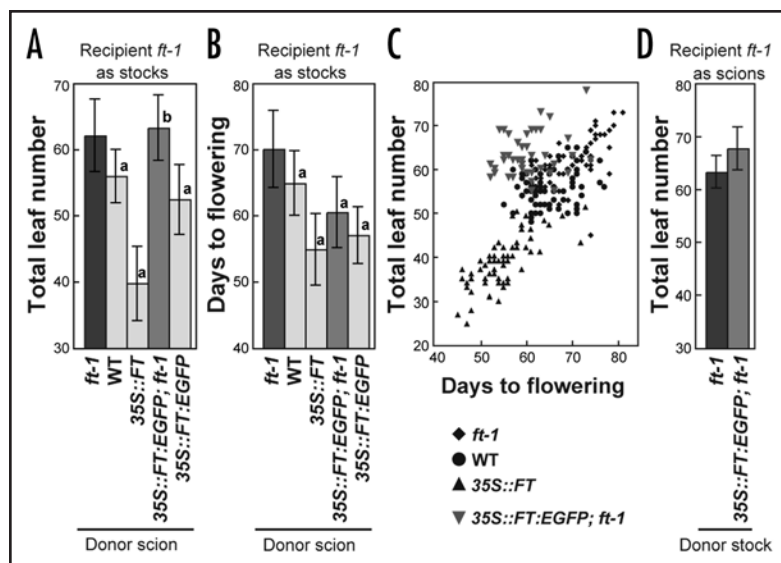 A
Recipient ft-1
as stocks
Total leaf number
70
60
50
40
30
a
a
b
a
ft-1
WT
35S::FT
35S::FT:EGFP; ft-1
35S::FT:EGFP
Donor scion
B
Recipient ft-1
as stocks
Days to flowering
80
70
60
50
40
a
a
a
a
ft-1
WT
35S::FT
35S::FT:EGFP; ft-1
35S::FT:EGFP
Donor scion
C
Total leaf number
80
70
60
50
40
30
20
40 50 60 70 80
Days to flowering
ft-1
WT
35S::FT
35S::FT:EGFP; ft-1
D
Recipient ft-1
as scions
Total leaf number
80
70
60
50
40
30
ft-1
35S::FT:EGFP; ft-1
Donor stock